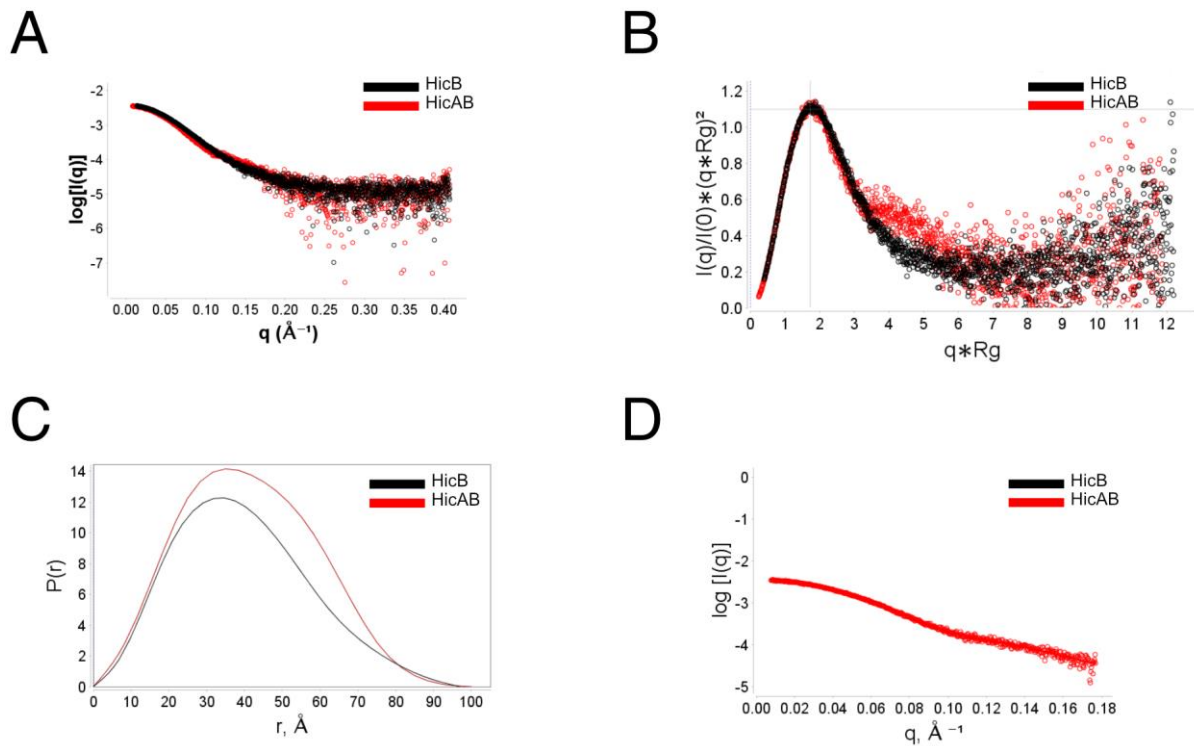 A
HicB
HicAB
-2
-3
-4
-5
-6
-7
log[I(q)]
0.00 0.05 0.10 0.15 0.20 0.25 0.30 0.35 0.40
q (Å⁻¹)
B
HicB
HicAB
1.2
1.0
0.8
0.6
0.4
0.2
0.0
I(q)/I(0)*(q*Rg)²
0 1 2 3 4 5 6 7 8 9 10 11 12
q*Rg
C
HicB
HicAB
14
12
10
8
6
4
2
0
P(r)
0 10 20 30 40 50 60 70 80 90 100
r, Å
D
HicB
HicAB
0
-1
-2
-3
-4
-5
log [I(q)]
0.00 0.02 0.04 0.06 0.08 0.10 0.12 0.14 0.16 0.18
q, Å ⁻¹